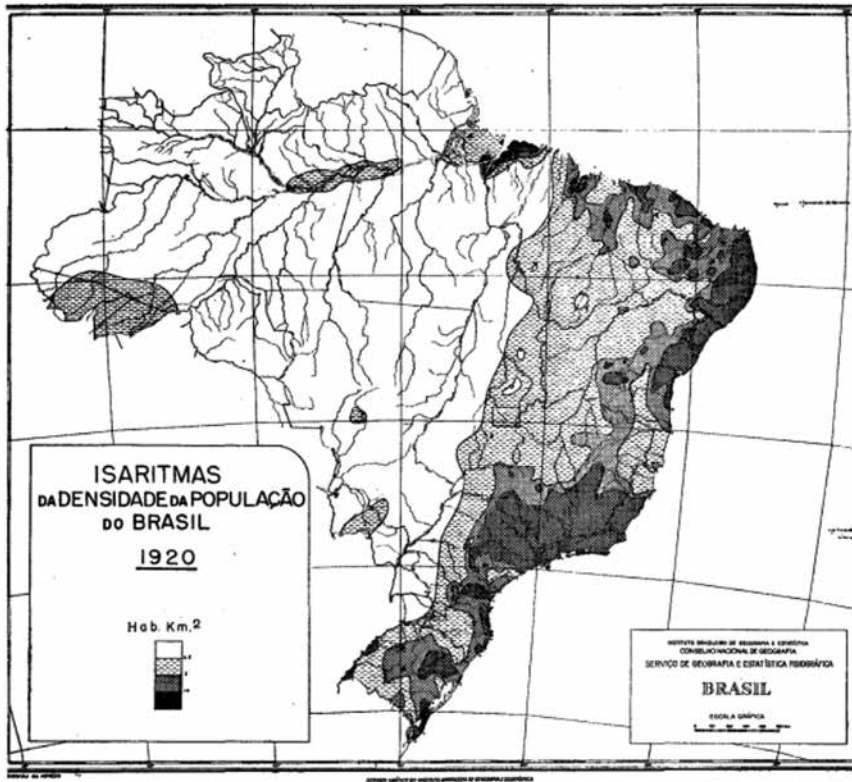 ISARITMAS
DA DENSIDADE DA POPULAÇÃO
DO BRASIL
1920
Hab. Km.²
INSTITUTO BRASILEIRO DE GEOGRAFIA E ESTATÍSTICA
CONSELHO NACIONAL DE GEOGRAFIA
SERVIÇO DE GEOGRAFIA E ESTATÍSTICA FISIOGRÁFICA
BRASIL
ESCALA GRÁFICA